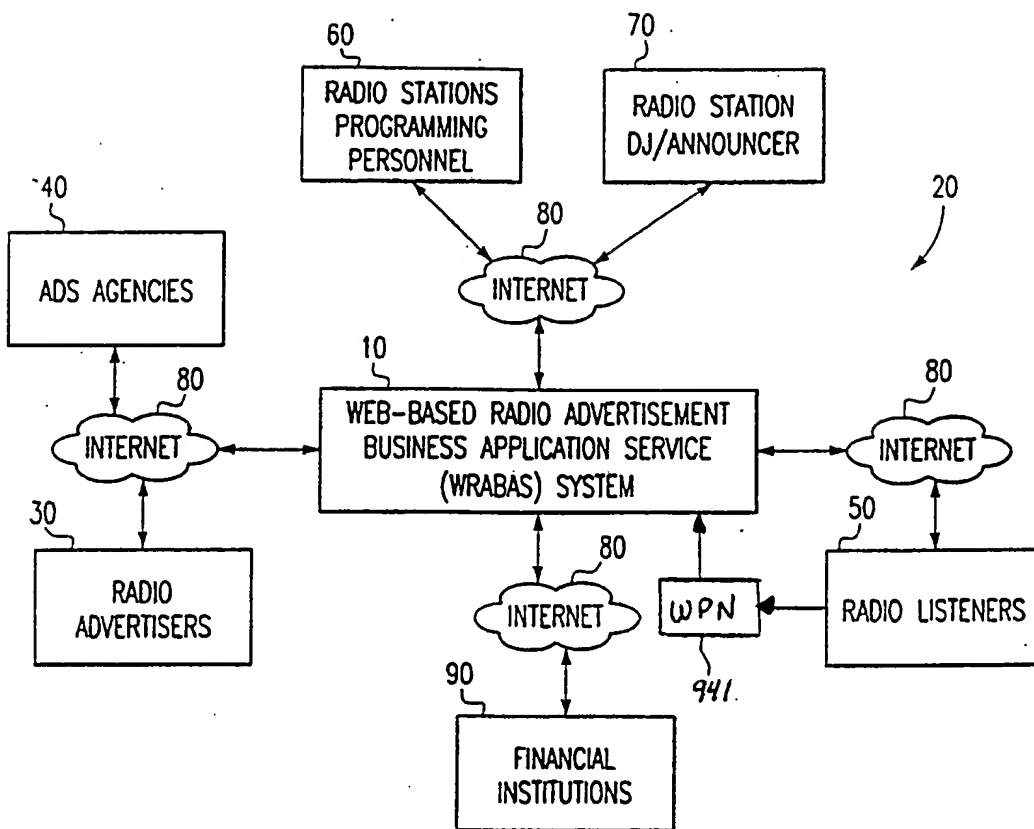 60
RADIO STATIONS
PROGRAMMING
PERSONNEL
70
RADIO STATION
DJ/ANNOUNCER
20
40
ADS AGENCIES
80
INTERNET
10
WEB-BASED RADIO ADVERTISEMENT
BUSINESS APPLICATION SERVICE
(WRABAS) SYSTEM
80
INTERNET
80
INTERNET
30
RADIO
ADVERTISERS
80
INTERNET
WPN
941
50
RADIO LISTENERS
90
FINANCIAL
INSTITUTIONS